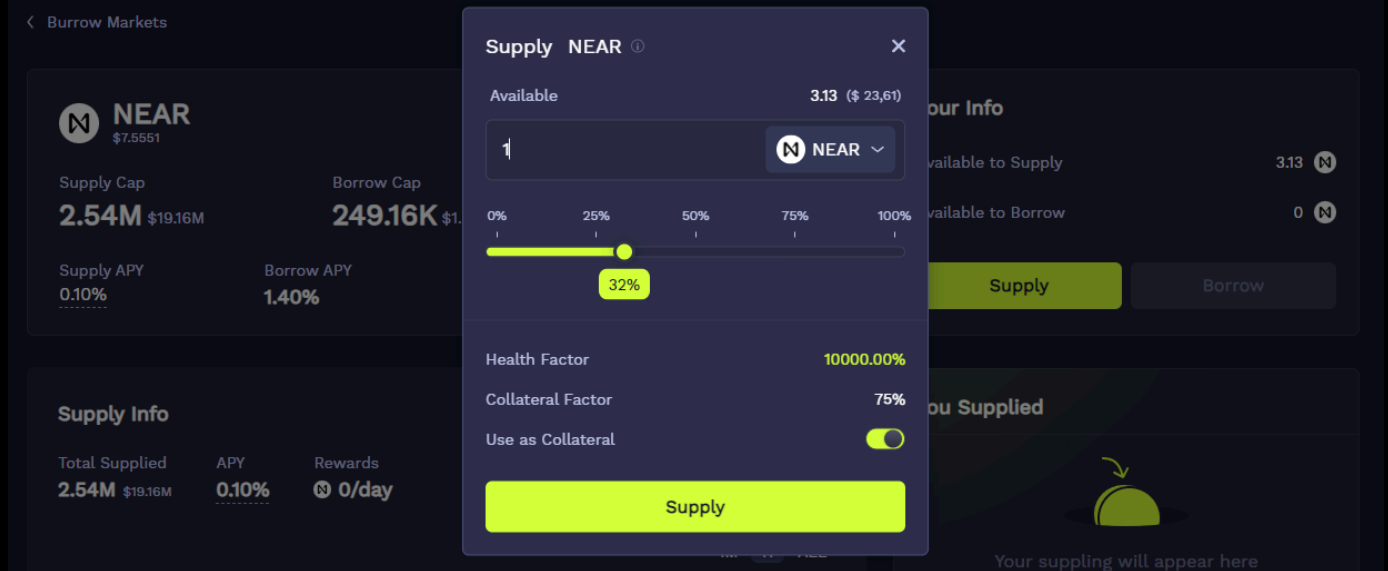 Burrow Markets
NEAR
$7.5551
Supply Cap
Borrow Cap
2.54M $19.16M
249.16K $1.
Supply APY
Borrow APY
0.10%
1.40%
Supply Info
Total Supplied
APY
Rewards
2.54M $19.16M
0.10%
0/day
Supply NEAR
Available
3.13 ($ 23,61)
1
NEAR
0% 25% 50% 75% 100%
32%
Health Factor
10000.00%
Collateral Factor
75%
Use as Collateral
Supply
our Info
vailable to Supply
3.13
vailable to Borrow
0
Supply
Borrow
ou Supplied
Your suppling will appear here